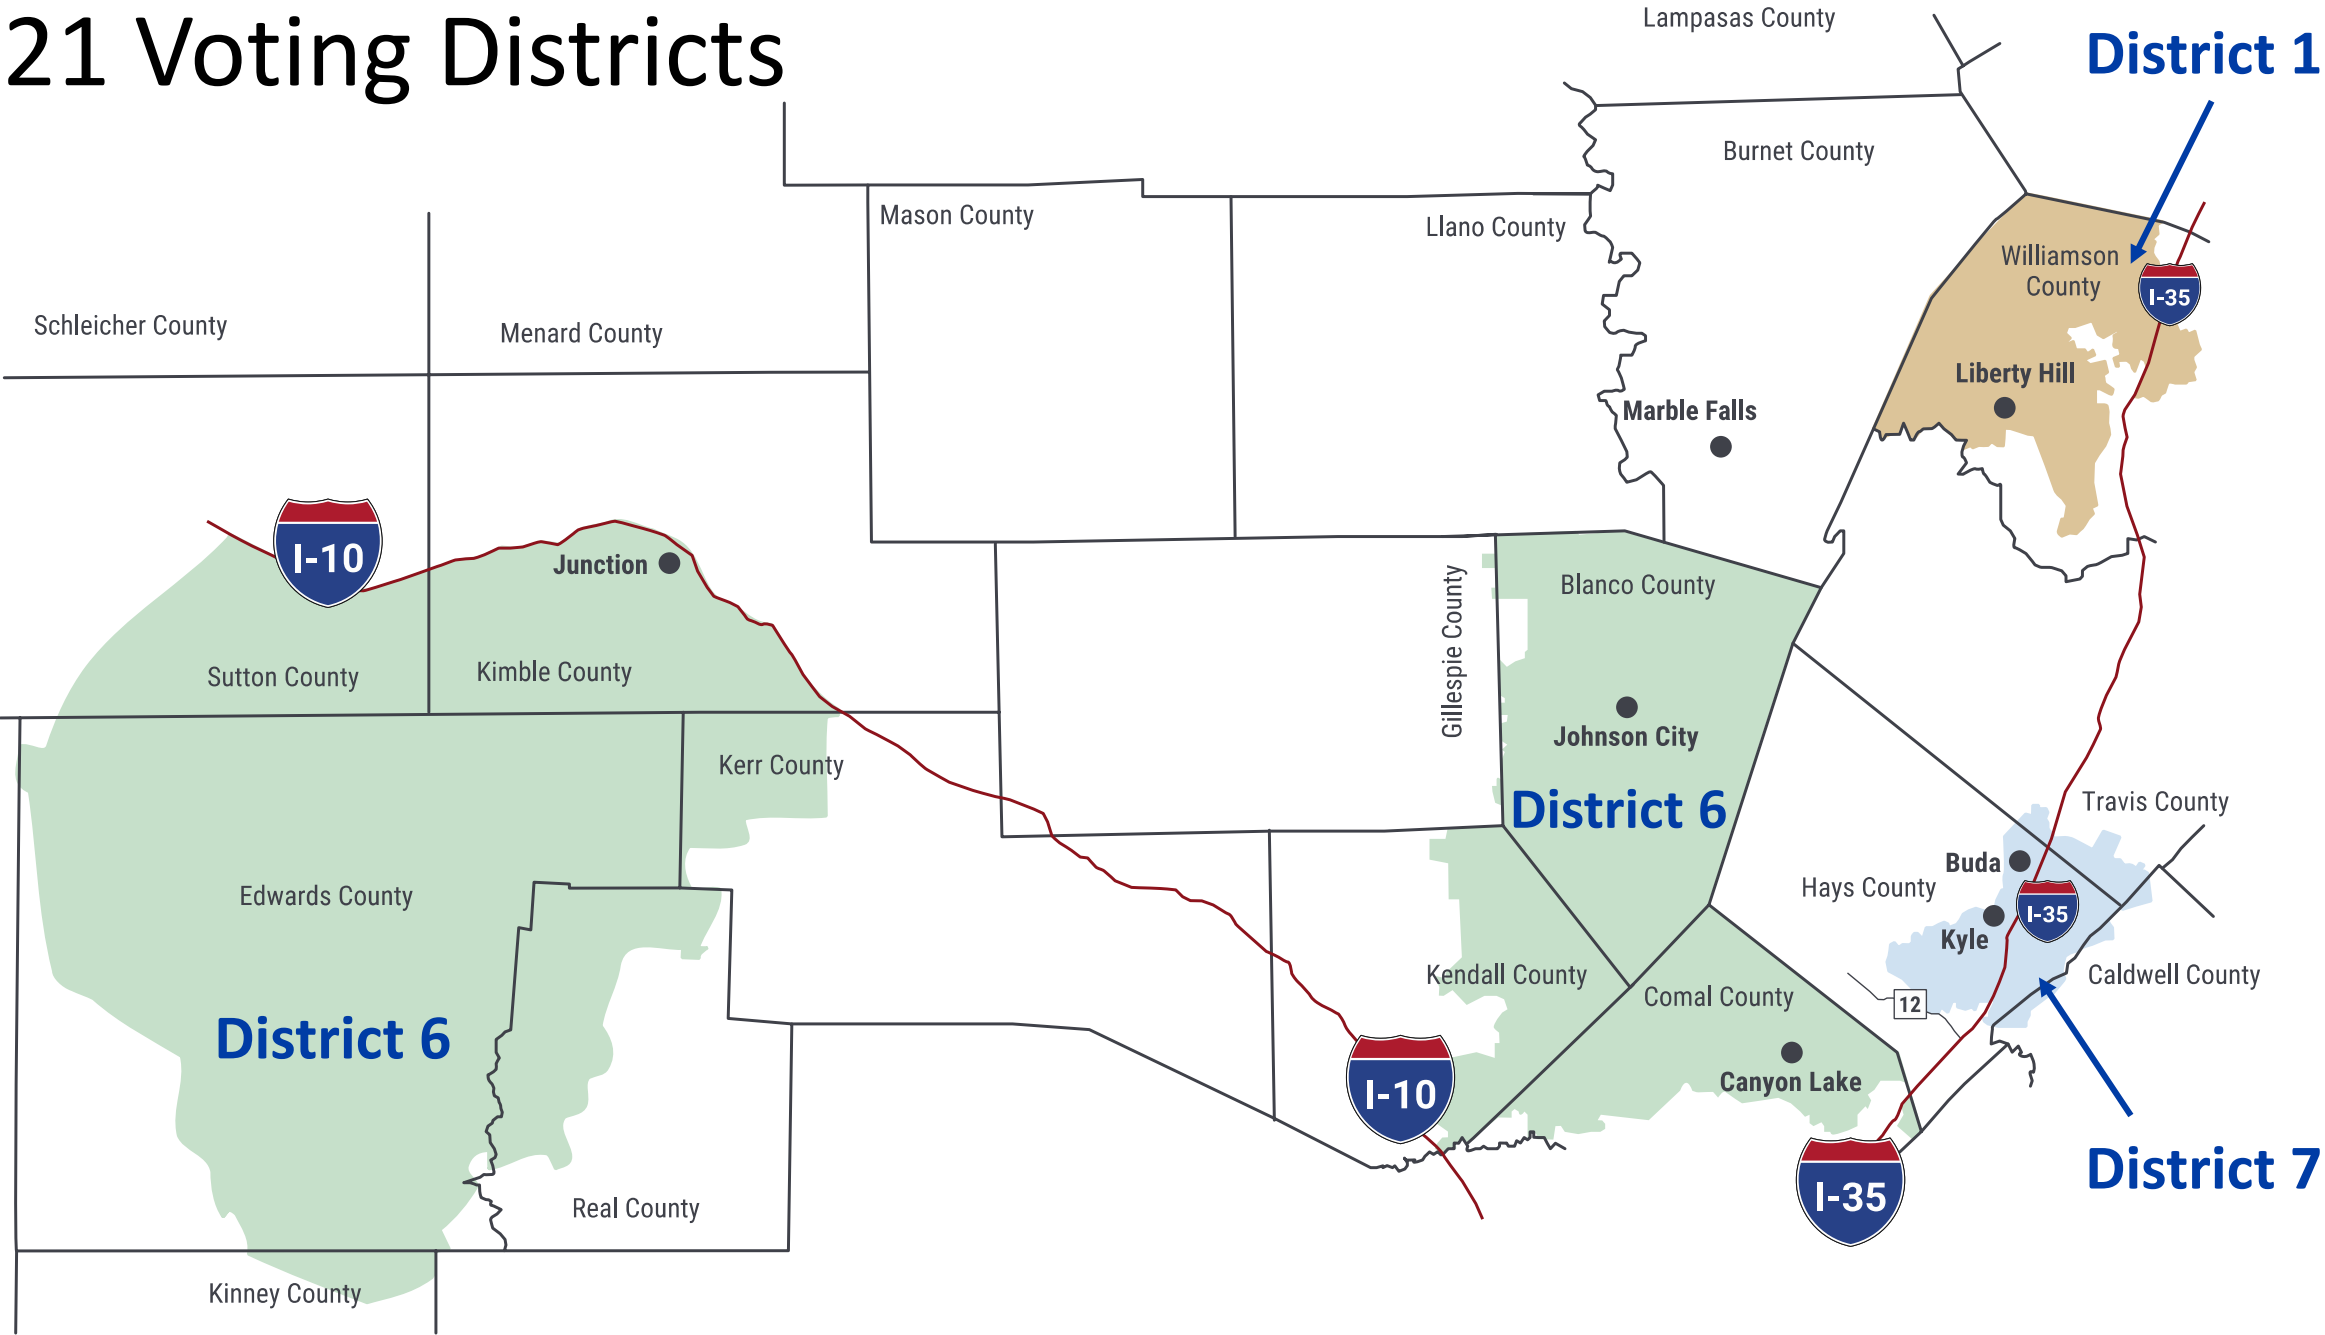 21 Voting Districts
Lampasas County
District 1
Burnet County
Mason County
Llano County
Williamson
County
I-35
Schleicher County
Menard County
Liberty Hill
Marble Falls
I-10
Junction
Blanco County
Gillespie County
Sutton County
Kimble County
Johnson City
Kerr County
District 6
Travis County
Buda
Hays County
Edwards County
I-35
Kyle
Kendall County
Comal County
Caldwell County
12
District 6
Canyon Lake
I-10
District 7
I-35
Real County
Kinney County